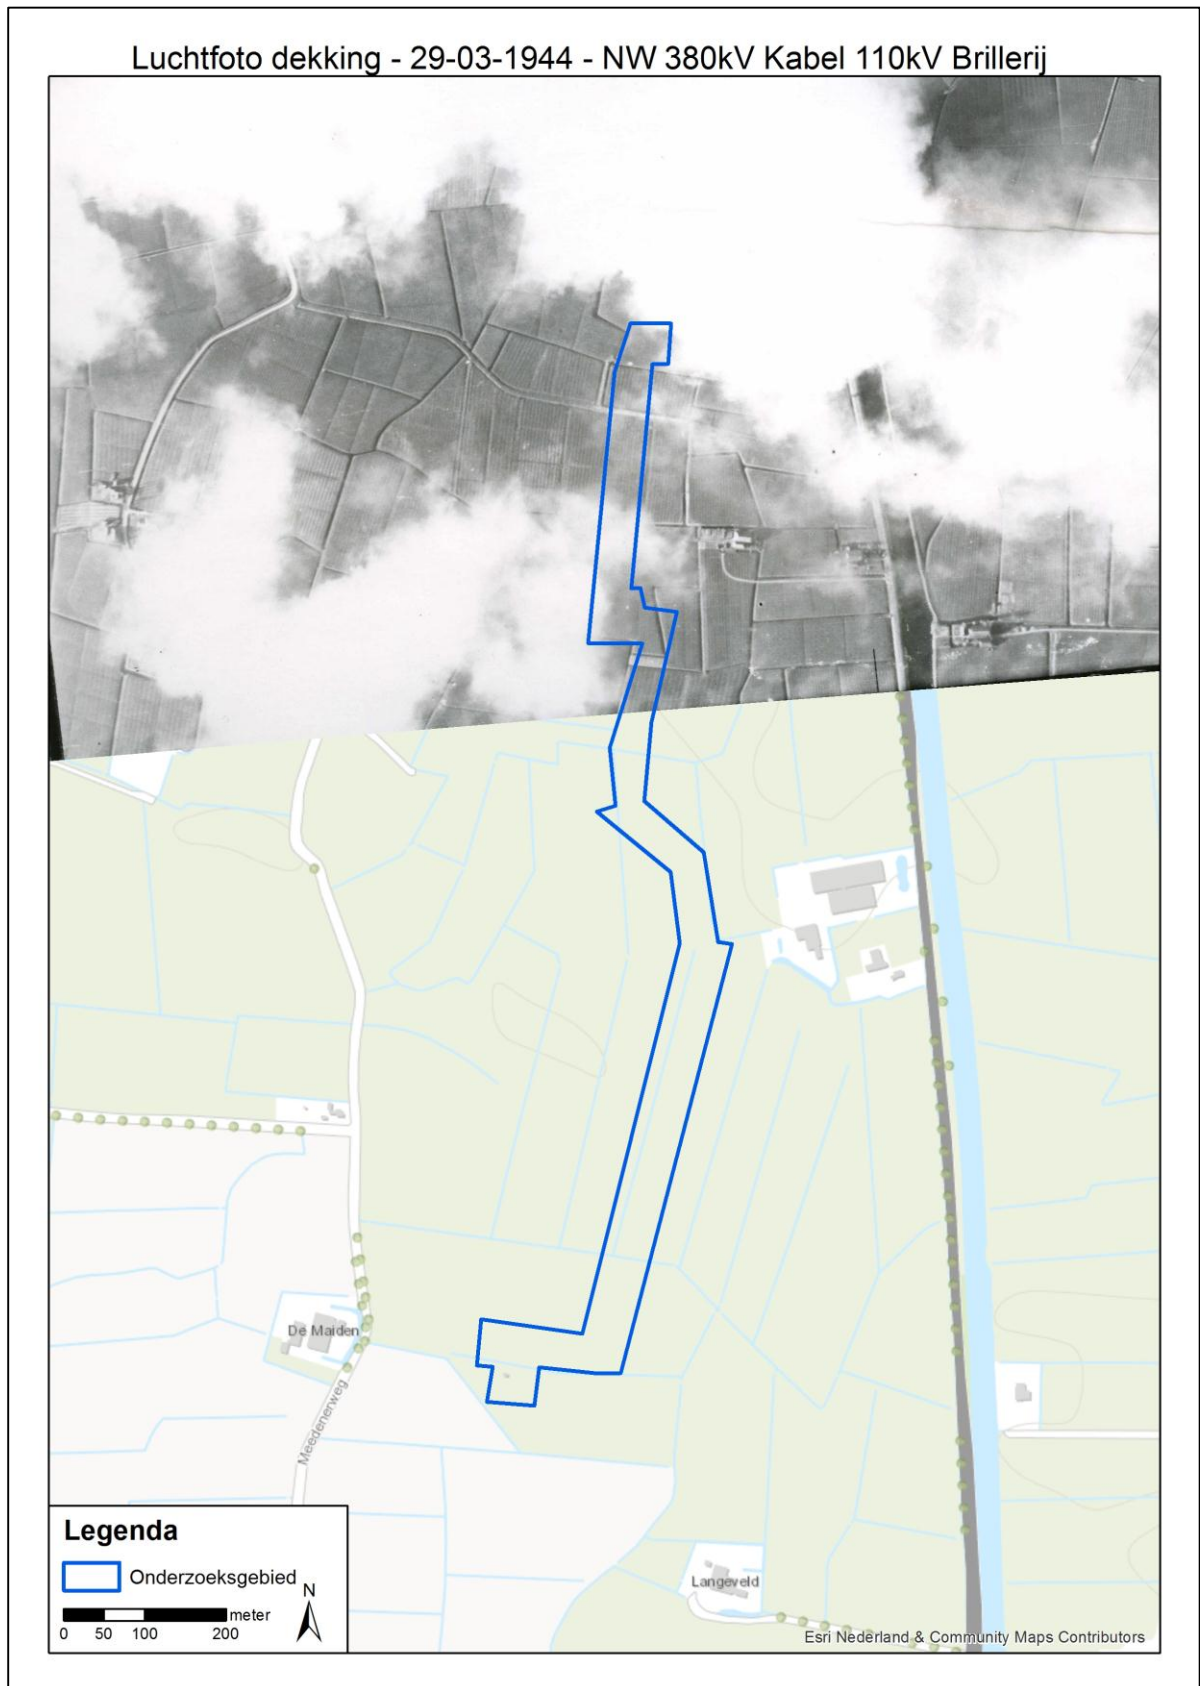 Luchtfoto dekking - 29-03-1944 - NW 380kV Kabel 110kV Brillerij
De Maiden
Meedenerweg
Langeveld
Legenda
Onderzoeksgebied
N
meter
0 50 100 200
Esri Nederland & Community Maps Contributors